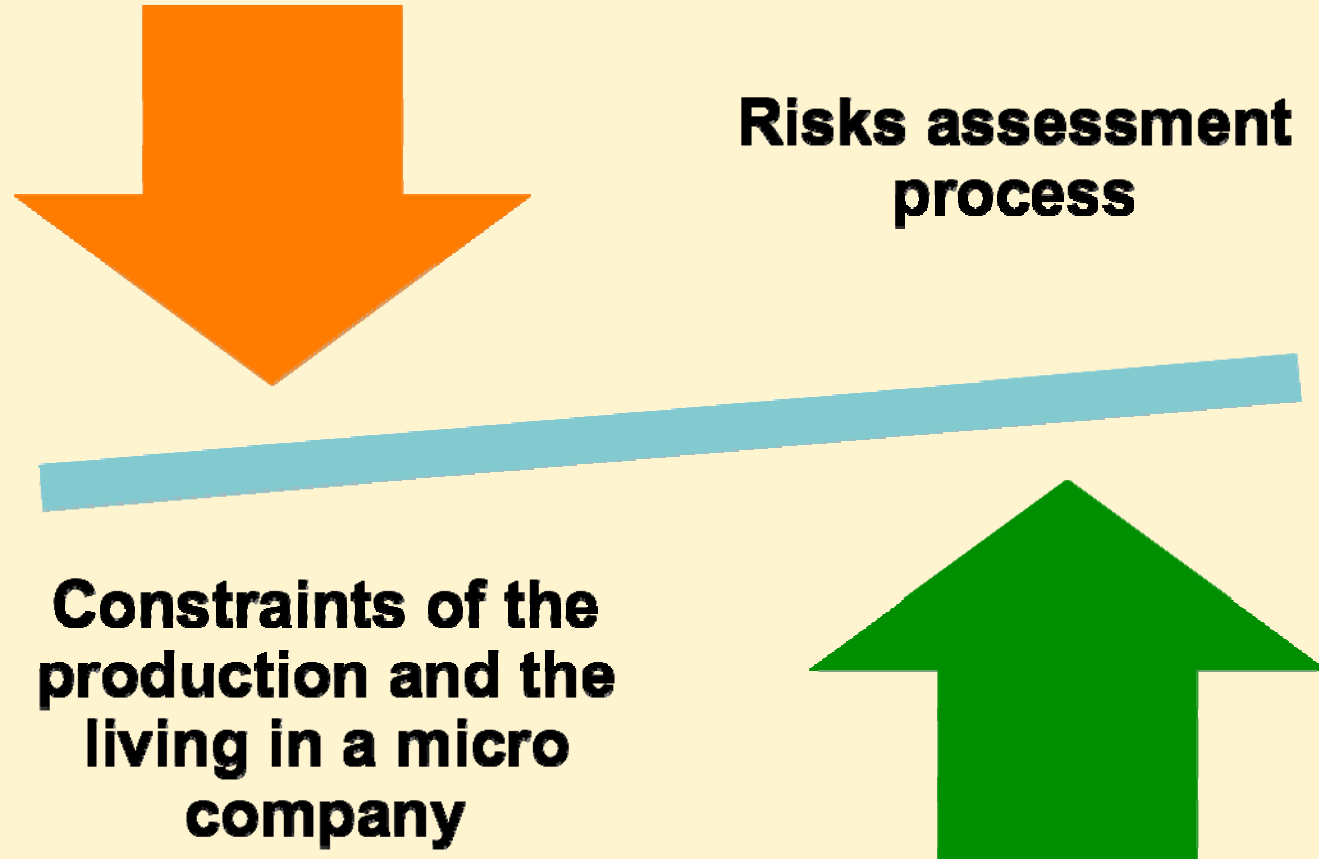 Risks assessment
process
Constraints of the
production and the
living in a micro
company